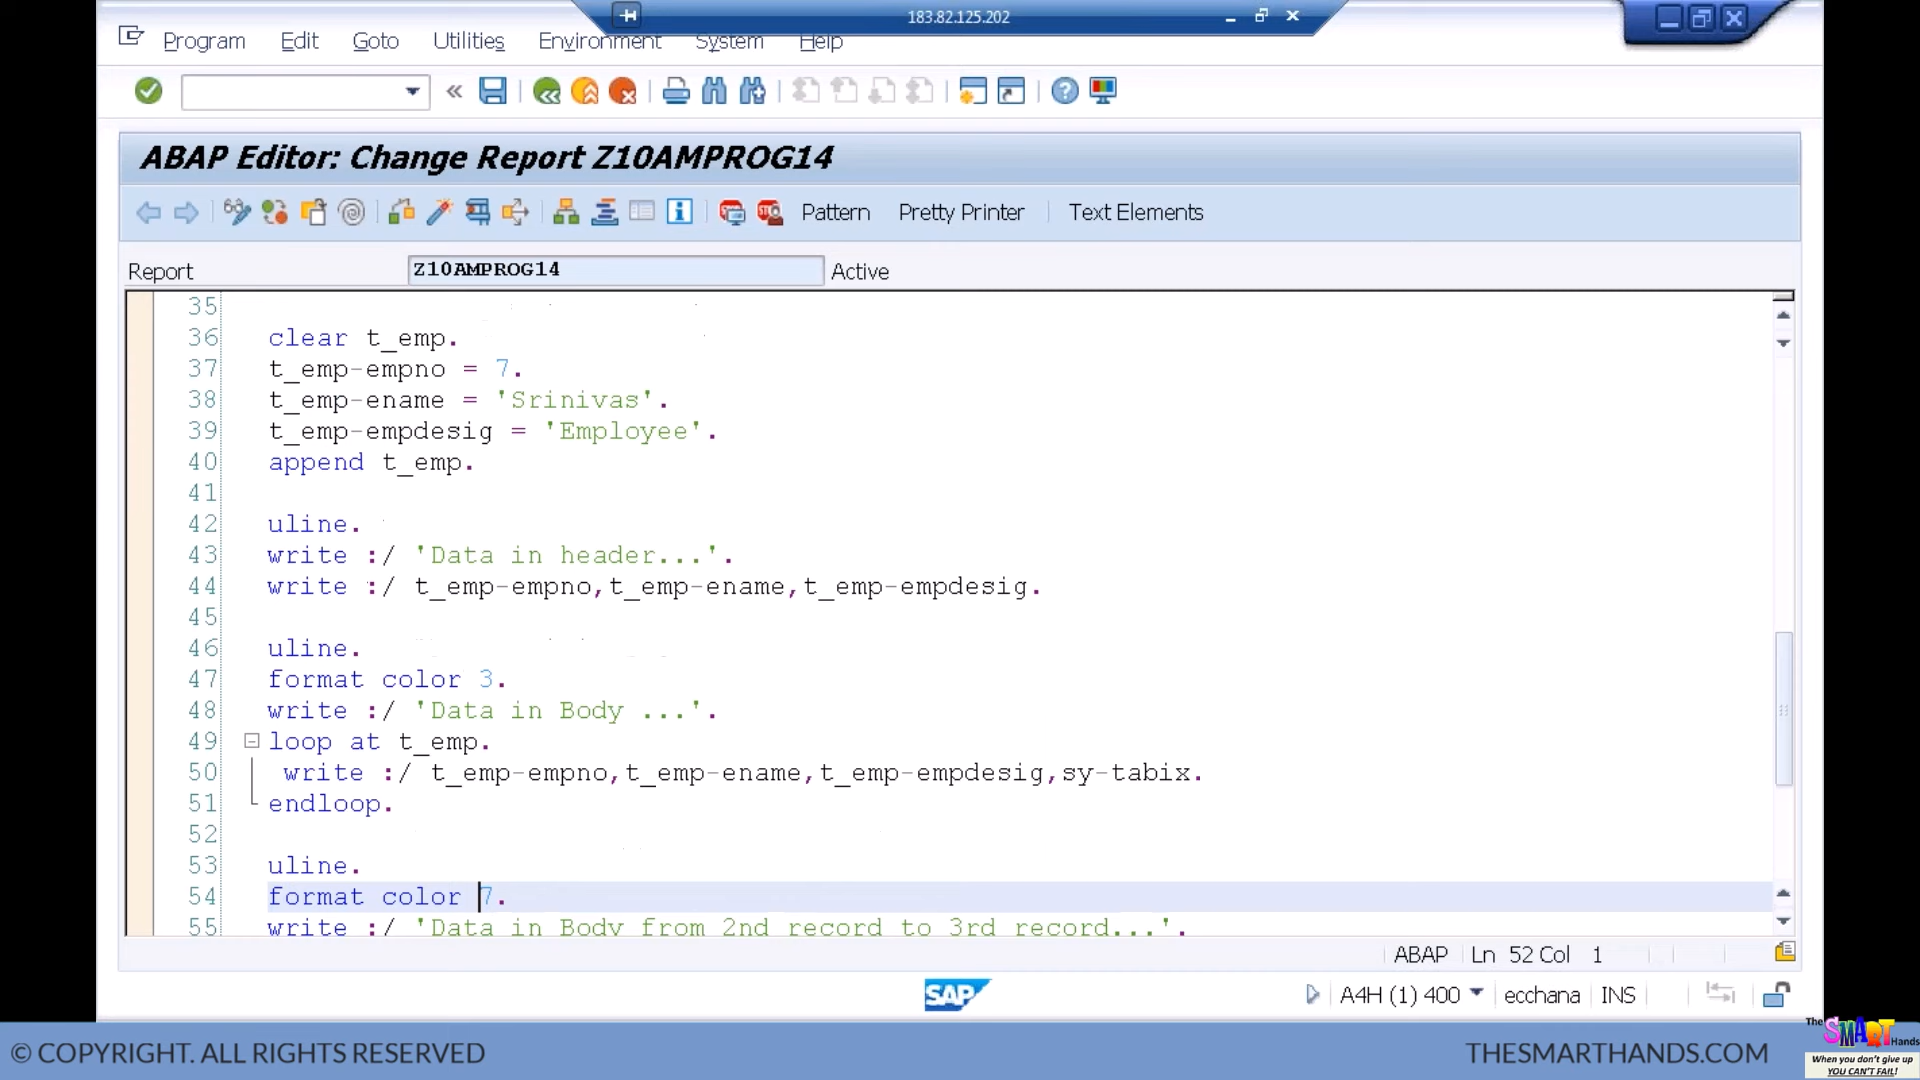 183.82.125.202
Program Edit Goto Utilities Environment System Help
ABAP Editor: Change Report Z10AMPROG14
Pattern Pretty Printer Text Elements
Report Z10AMPROG14 Active
35
36 clear t_emp.
37 t_emp-empno = 7.
38 t_emp-ename = 'Srinivas'.
39 t_emp-empdesig = 'Employee'.
40 append t_emp.
41
42 uline.
43 write :/ 'Data in header...'.
44 write :/ t_emp-empno,t_emp-ename,t_emp-empdesig.
45
46 uline.
47 format color 3.
48 write :/ 'Data in Body ...'.
49 loop at t_emp.
50 write :/ t_emp-empno,t_emp-ename,t_emp-empdesig,sy-tabix.
51 endloop.
52
53 uline.
54 format color 7.
55 write :/ 'Data in Body from 2nd record to 3rd record...'.
ABAP Ln 52 Col 1
SAP A4H (1) 400 ecchana INS
© COPYRIGHT. ALL RIGHTS RESERVED THESMARTHANDS.COM
The SMART Hands
When you don't give up
YOU CAN'T FAIL!